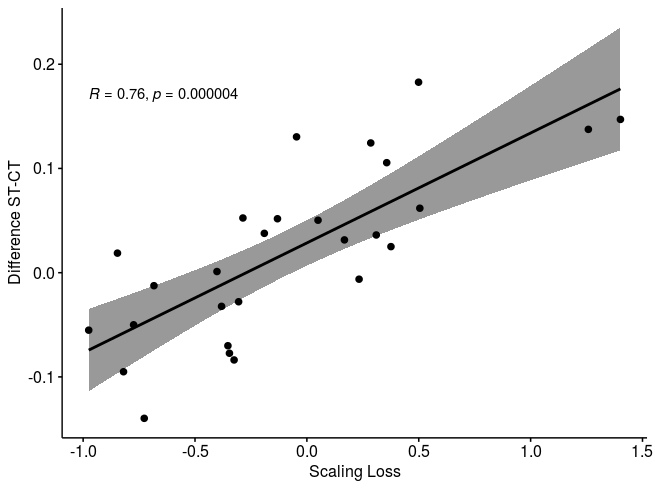 R = 0.76, p = 0.000004
Difference ST-CT
0.2
0.1
0.0
-0.1
-1.0 -0.5 0.0 0.5 1.0 1.5
Scaling Loss